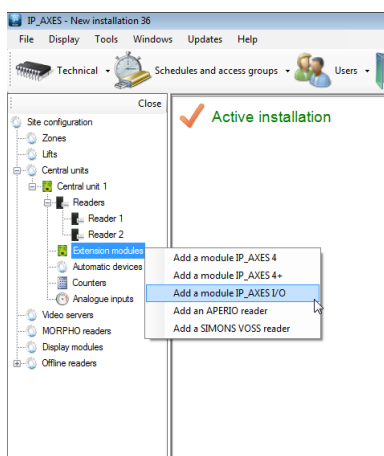 IP_AXES - New installation 36
File Display Tools Windows Updates Help
Technical Schedules and access groups Users
Close
Active installation
Site configuration
Zones
Lifts
Central units
Central unit 1
Readers
Reader 1
Reader 2
Extension modules
Automatic devices
Counters
Analogue inputs
Video servers
MORPHO readers
Display modules
Offline readers
Add a module IP_AXES 4
Add a module IP_AXES 4+
Add a module IP_AXES I/O
Add an APERIO reader
Add a SIMONS VOSS reader